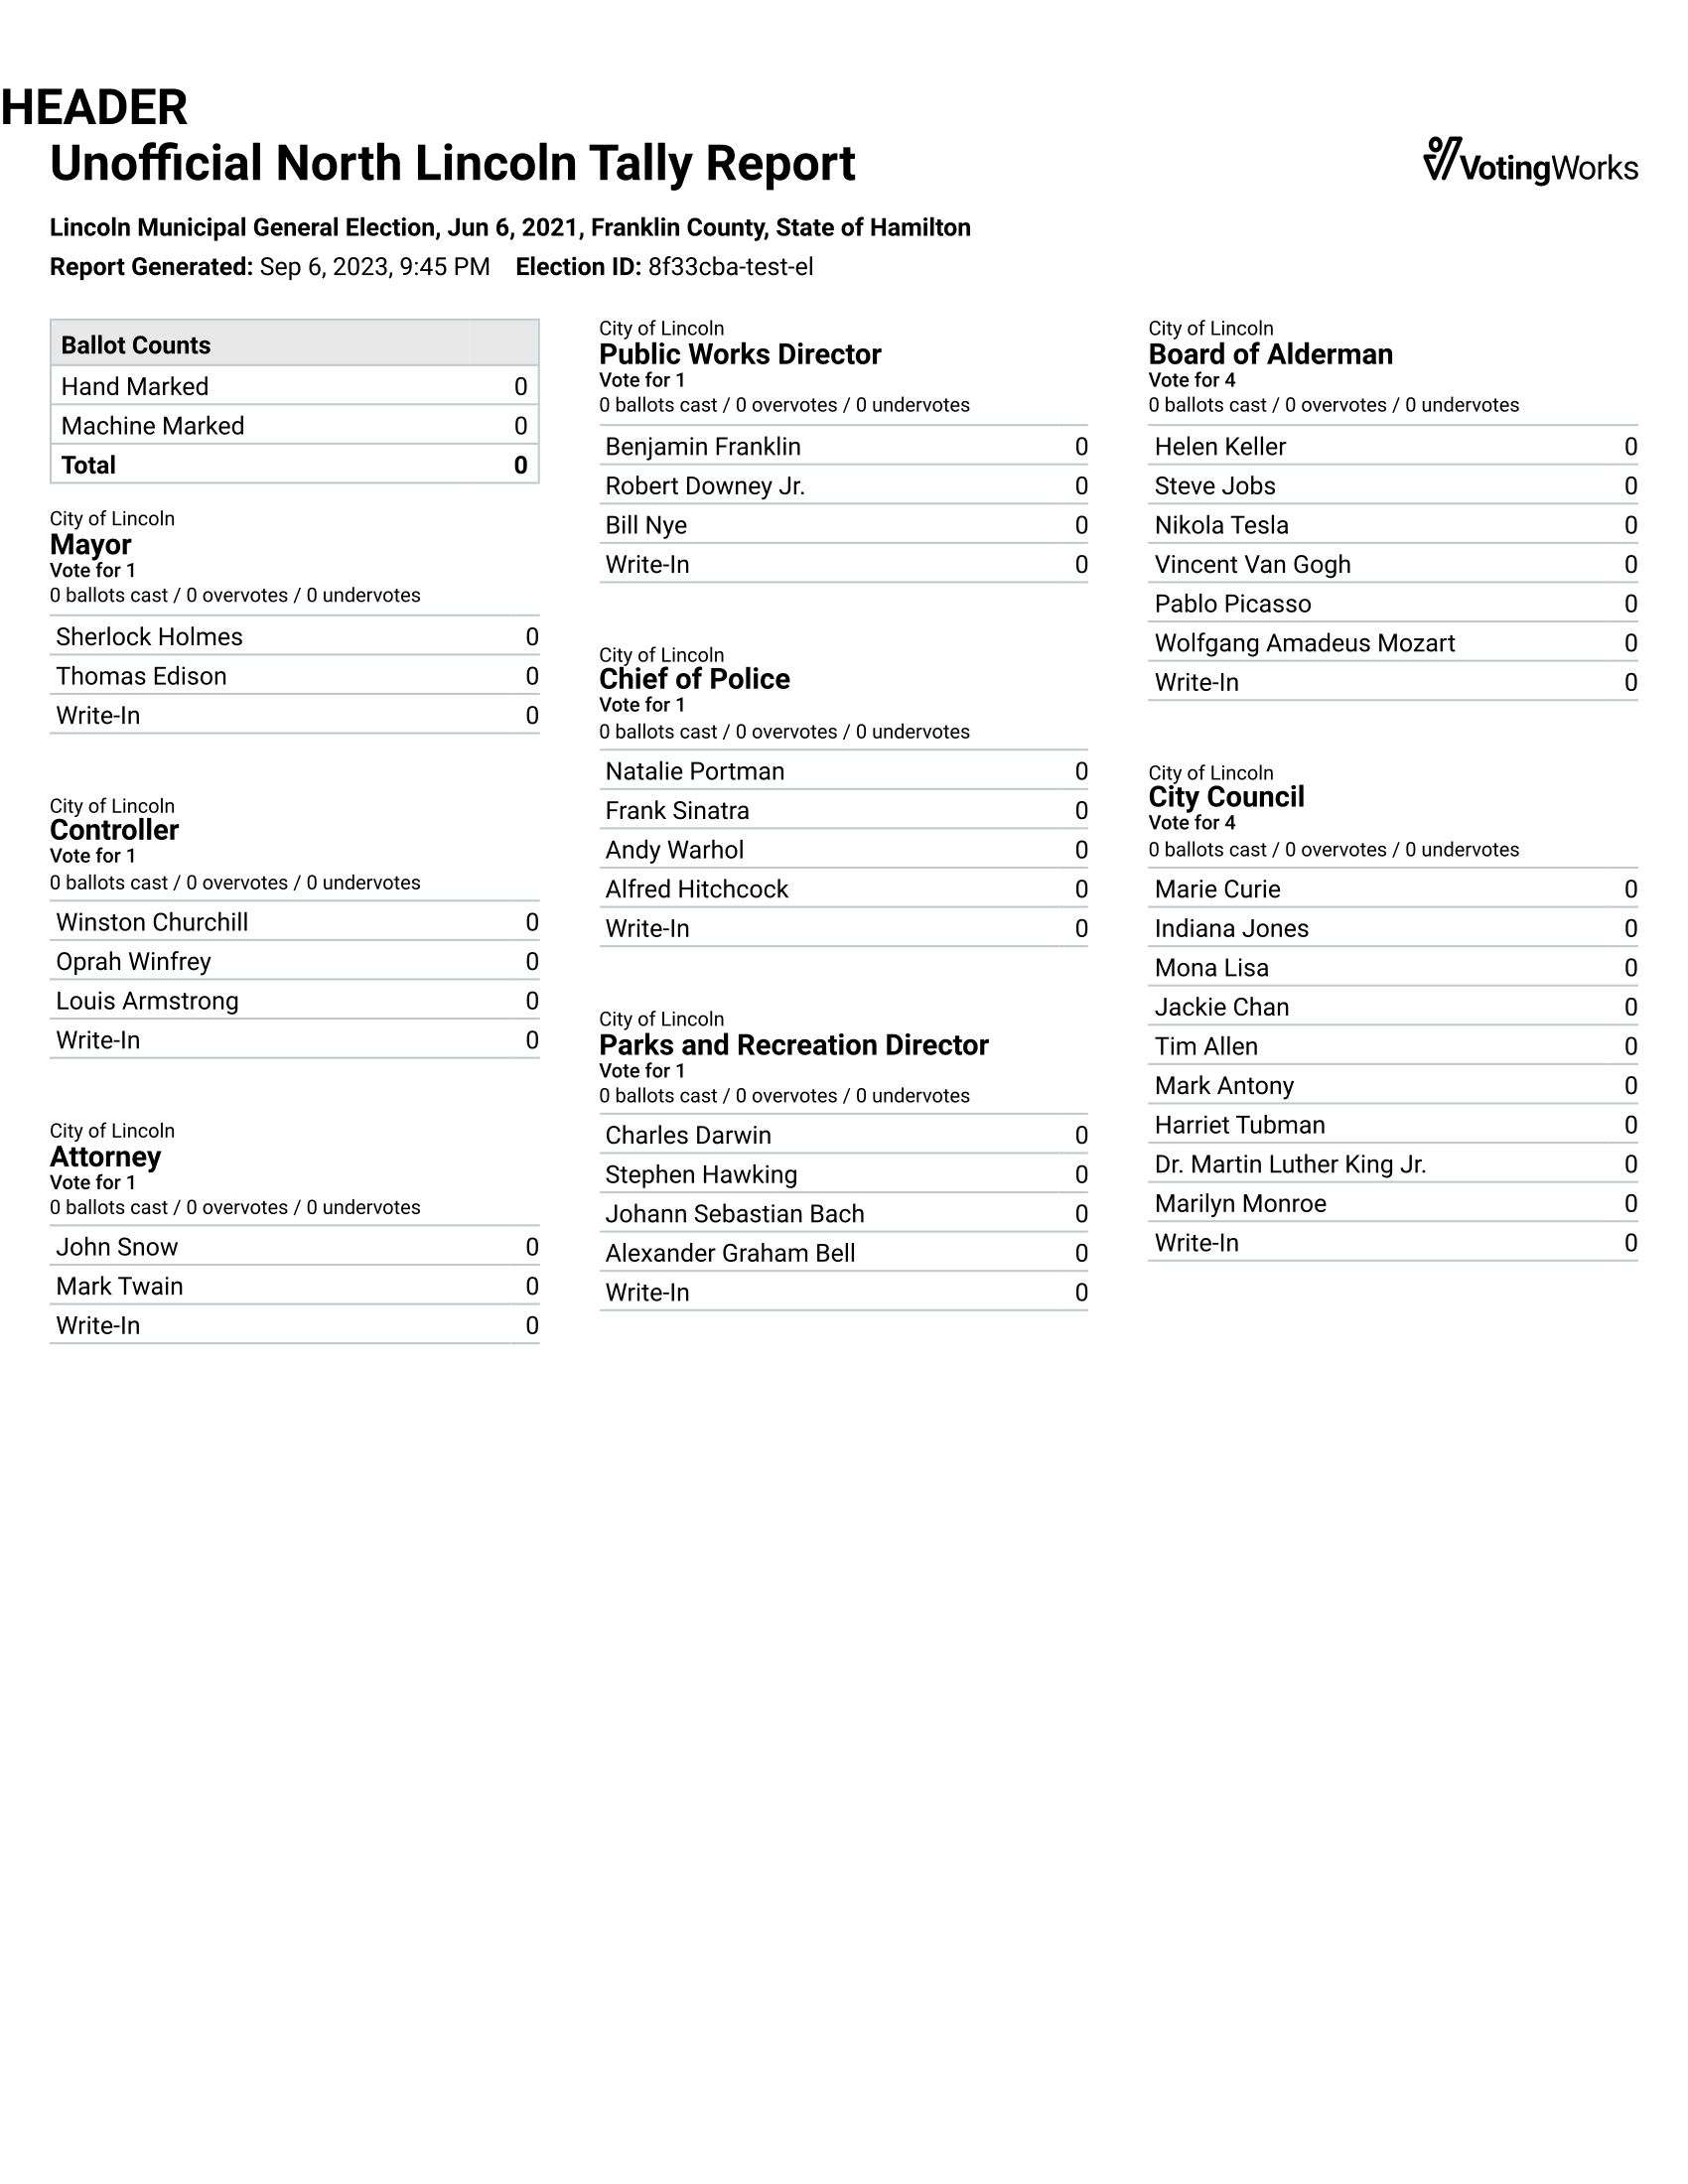 HEADER
Unofficial North Lincoln Tally Report
VotingWorks
Lincoln Municipal General Election, Jun 6, 2021, Franklin County, State of Hamilton
Report Generated: Sep 6, 2023, 9:45 PM Election ID: 8f33cba-test-el
Ballot Counts
Hand Marked 0
Machine Marked 0
Total 0
City of Lincoln
Mayor
Vote for 1
0 ballots cast / 0 overvotes / 0 undervotes
Sherlock Holmes 0
Thomas Edison 0
Write-In 0
City of Lincoln
Controller
Vote for 1
0 ballots cast / 0 overvotes / 0 undervotes
Winston Churchill 0
Oprah Winfrey 0
Louis Armstrong 0
Write-In 0
City of Lincoln
Attorney
Vote for 1
0 ballots cast / 0 overvotes / 0 undervotes
John Snow 0
Mark Twain 0
Write-In 0
City of Lincoln
Public Works Director
Vote for 1
0 ballots cast / 0 overvotes / 0 undervotes
Benjamin Franklin 0
Robert Downey Jr. 0
Bill Nye 0
Write-In 0
City of Lincoln
Chief of Police
Vote for 1
0 ballots cast / 0 overvotes / 0 undervotes
Natalie Portman 0
Frank Sinatra 0
Andy Warhol 0
Alfred Hitchcock 0
Write-In 0
City of Lincoln
Parks and Recreation Director
Vote for 1
0 ballots cast / 0 overvotes / 0 undervotes
Charles Darwin 0
Stephen Hawking 0
Johann Sebastian Bach 0
Alexander Graham Bell 0
Write-In 0
City of Lincoln
Board of Alderman
Vote for 4
0 ballots cast / 0 overvotes / 0 undervotes
Helen Keller 0
Steve Jobs 0
Nikola Tesla 0
Vincent Van Gogh 0
Pablo Picasso 0
Wolfgang Amadeus Mozart 0
Write-In 0
City of Lincoln
City Council
Vote for 4
0 ballots cast / 0 overvotes / 0 undervotes
Marie Curie 0
Indiana Jones 0
Mona Lisa 0
Jackie Chan 0
Tim Allen 0
Mark Antony 0
Harriet Tubman 0
Dr. Martin Luther King Jr. 0
Marilyn Monroe 0
Write-In 0